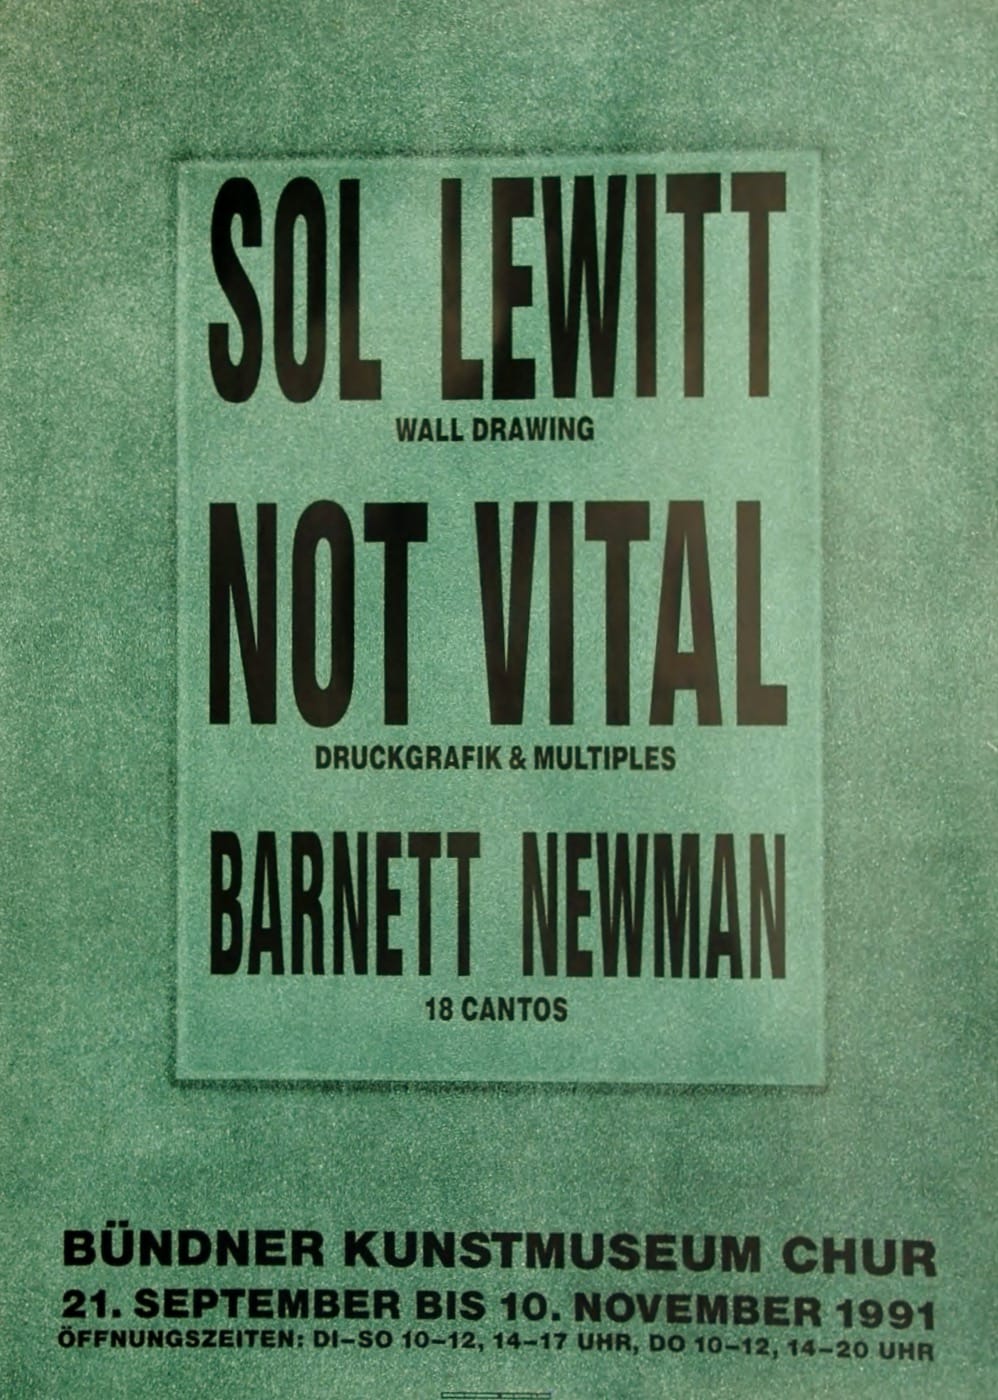 SOL LEWITT
WALL DRAWING
NOT VITAL
DRUCKGRAFIK & MULTIPLES
BARNETT NEWMAN
18 CANTOS
BÜNDNER KUNSTMUSEUM CHUR
21. SEPTEMBER BIS 10. NOVEMBER 1991
ÖFFNUNGSZEITEN: DI–SO 10–12, 14–17 UHR, DO 10–12, 14–20 UHR